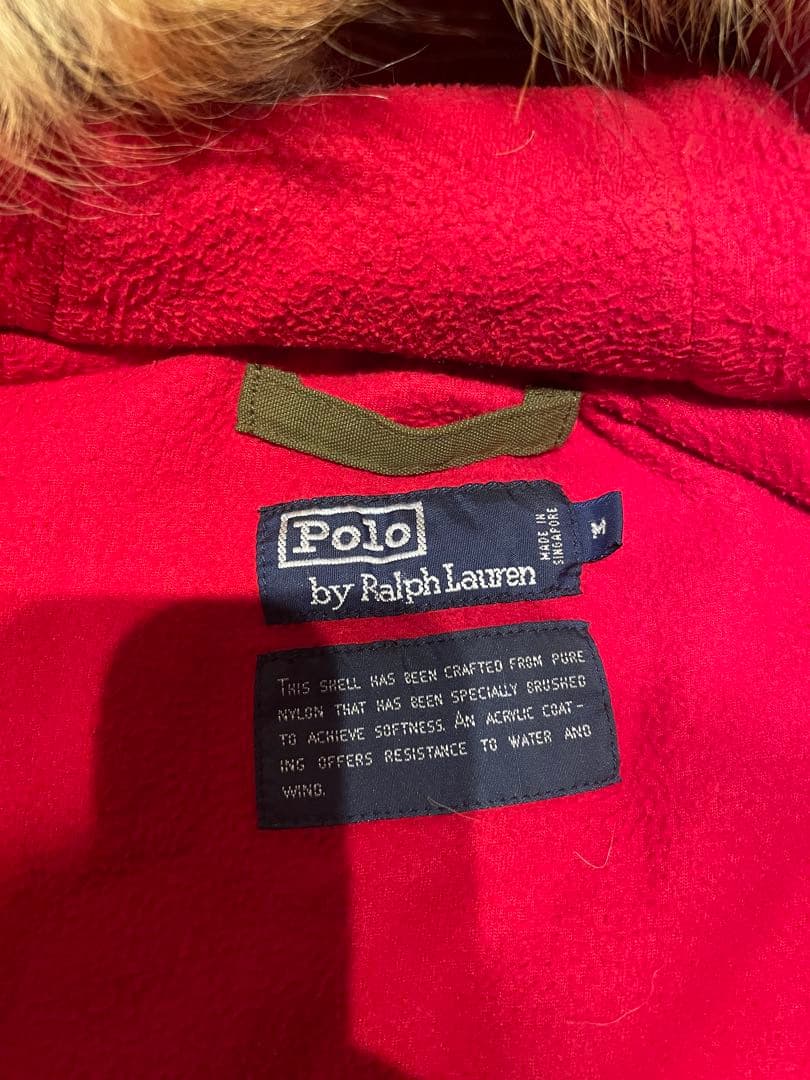 Polo
by Ralph Lauren
MADE IN
SINGAPORE
M
THIS SHELL HAS BEEN CRAFTED FROM PURE
NYLON THAT HAS BEEN SPECIALLY BRUSHED
TO ACHIEVE SOFTNESS. AN ACRYLIC COAT-
ING OFFERS RESISTANCE TO WATER AND
WIND.